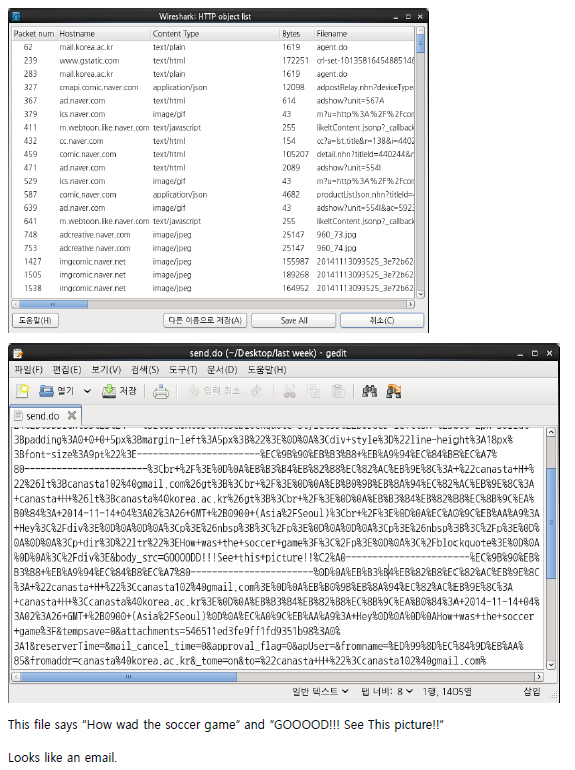 Wireshark: HTTP object list
Packet num Hostname Content Type Bytes Filename
62 mail.korea.ac.kr text/plain 1619 agent.do
239 www.gstatic.com text/html 172251 crl-set-10135816454885146
283 mail.korea.ac.kr text/plain 1619 agent.do
327 cmapi.comic.naver.com application/json 12098 adpostRelay.nhn?deviceType
367 ad.naver.com text/html 614 adshow?unit=567A
379 lcs.naver.com image/gif 43 m?u=http%3A%2F%2Fcor
411 m.webtoon.like.naver.com text/javascript 255 likeItContent.jsonp?_callback
432 cc.naver.com text/html 154 cc?a=lst.title&r=138&i=4402
459 comic.naver.com text/html 105207 detail.nhn?titleId=440244&n
471 ad.naver.com text/html 2089 adshow?unit=554I
529 lcs.naver.com image/gif 43 m?u=http%3A%2F%2Fcor
587 comic.naver.com application/json 4682 productListJson.nhn?titleId=
639 ad.naver.com image/gif 43 adshow?unit=554I&ac=5923
641 m.webtoon.like.naver.com text/javascript 255 likeItContent.jsonp?_callback
748 adcreative.naver.com image/jpeg 25147 960_73.jpg
753 adcreative.naver.com image/jpeg 25147 960_74.jpg
1427 imgcomic.naver.net image/jpeg 155987 20141113093525_3e72b62
1505 imgcomic.naver.net image/jpeg 189268 20141113093525_3e72b62
1538 imgcomic.naver.net image/jpeg 164952 20141113093525_3e72b62
도움말(H) 다른 이름으로 저장(A) Save All 취소(C)
send.do (~/Desktop/last week) - gedit
파일(F) 편집(E) 보기(V) 검색(S) 도구(T) 문서(D) 도움말(H)
열기 저장 입력 취소
send.do
3Bpadding%3A0+0+0+5px%3Bmargin-left%3A5px%3B%22%3E%0D%0A%3Cdiv+style%3D%22line-height%3A18px%
3Bfont-size%3A9pt%22%3E-----------------------%EC%9B%90%EB%B3%B8+%EB%A9%94%EC%84%B8%EC%A7%
80-----------------------%3Cbr+%2F%3E%0D%0A%EB%B3%B4%EB%82%B8%EC%82%AC%EB%9E%8C%3A+%22canasta+H+%
22%26lt%3Bcanasta102%40gmail.com%26gt%3B%3Cbr+%2F%3E%0D%0A%EB%B0%9B%EB%8A%94%EC%82%AC%EB%9E%8C%3A
+canasta+H+%26lt%3Bcanasta%40korea.ac.kr%26gt%3B%3Cbr+%2F%3E%0D%0A%EB%B3%B4%EB%82%B8%EC%8B%9C%EA%
B0%84%3A+2014-11-14+04%3A02%3A26+GMT+%2B0900+(Asia%2FSeoul)%3Cbr+%2F%3E%0D%0A%EC%A0%9C%EB%AA%A9%3A
+Hey%3C%2Fdiv%3E%0D%0A%0D%0A%3Cp%3E%26nbsp%3B%3C%2Fp%3E%0D%0A%0D%0A%3Cp%3E%26nbsp%3B%3C%2Fp%3E%0D%
0A%0D%0A%3Cp+dir%3D%22ltr%22%3EHow+was+the+soccer+game%3F%3C%2Fp%3E%0D%0A%3C%2Fblockquote%3E%0D%0A
%0D%0A%3C%2Fdiv%3E&body_src=GOOOODD!!!See+this+picture!!%C2%A0-----------------------%EC%9B%90%EB%
B3%B8+%EB%A9%94%EC%84%B8%EC%A7%80-----------------------%0D%0A%EB%B3%B4%EB%82%B8%EC%82%AC%EB%9E%8C
%3A+%22canasta+H+%22%3Ccanasta102%40gmail.com%3E%0D%0A%EB%B0%9B%EB%8A%94%EC%82%AC%EB%9E%8C%3A
+canasta+H+%3Ccanasta%40korea.ac.kr%3E%0D%0A%EB%B3%B4%EB%82%B8%EC%8B%9C%EA%B0%84%3A+2014-11-14+04%
3A02%3A26+GMT+%2B0900+(Asia%2FSeoul)%0D%0A%EC%A0%9C%EB%AA%A9%3A+Hey%0D%0A%0D%0AHow+was+the+soccer
+game%3F&tempsave=0&attachments=546511ed3fe9ff1fd9351b98%3A0%
3A1&reserverTime=&mail_cancel_time=0&approval_flag=0&apUser=&fromname=%ED%99%8D%EC%84%9D%EB%AA%
85&fromaddr=canasta%40korea.ac.kr&_tome=on&to=%22canasta+H+%22%3Ccanasta102%40gmail.com%
일반 텍스트 탭 너비: 8 1행, 1405열 삽입
This file says "How wad the soccer game" and "GOOOOD!!! See This picture!!"
Looks like an email.